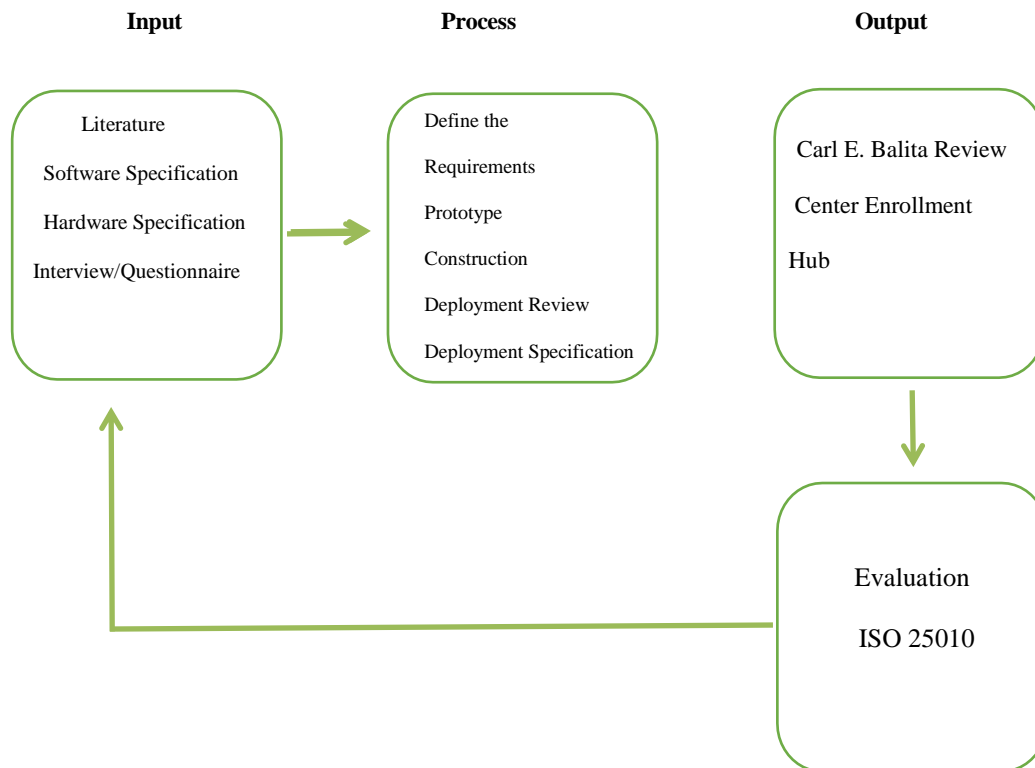 Input
Process
Output
Literature
Software Specification
Hardware Specification
Interview/Questionnaire
Define the
Requirements
Prototype
Construction
Deployment Review
Deployment Specification
Carl E. Balita Review
Center Enrollment
Hub
Evaluation
ISO 25010